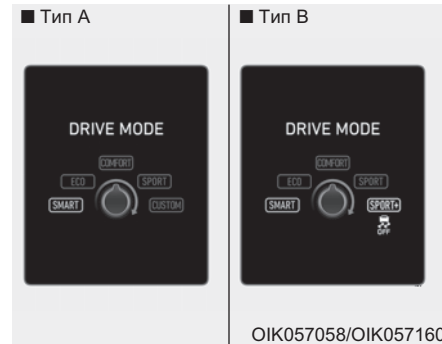 ■ Тип A
DRIVE MODE
COMFORT
ECO SPORT
SMART CUSTOM
■ Тип B
DRIVE MODE
COMFORT
ECO SPORT
SMART SPORT+
OFF
OIK057058/OIK057160